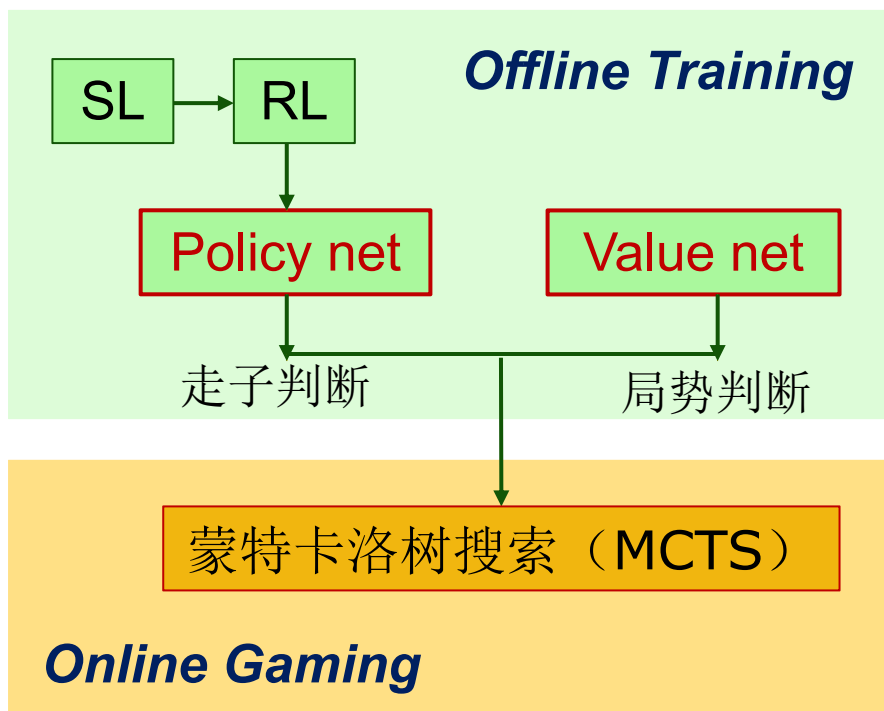 Offline Training
SL
RL
Policy net
Value net
走子判断
局势判断
蒙特卡洛树搜索（MCTS）
Online Gaming